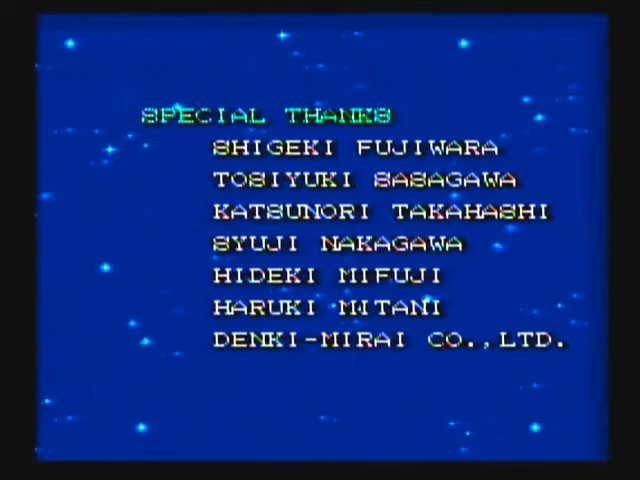 SPECIAL THANKS
SHIGEKI FUJIWARA
TOSIYUKI SASAGAWA
KATSUNORI TAKAHASHI
SYUJI NAKAGAWA
HIDEKI MIFUJI
HARUKI MITANI
DENKI-MIRAI CO.,LTD.